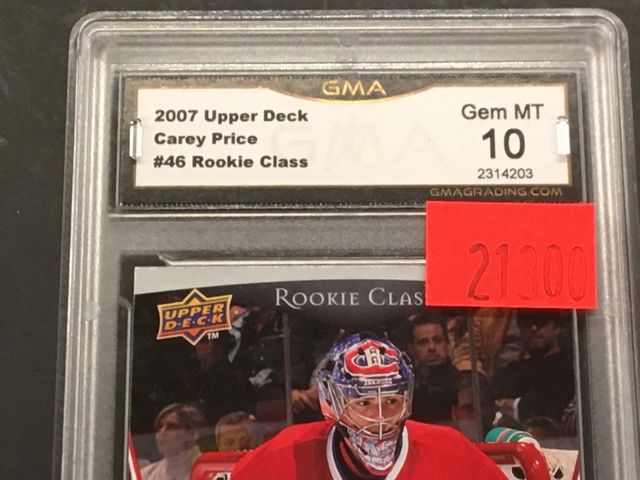 GMA
2007 Upper Deck
Carey Price
#46 Rookie Class
Gem MT
10
2314203
GMAGRADING.COM
21300
UPPER
D·E·C·K
TM
ROOKIE CLAS